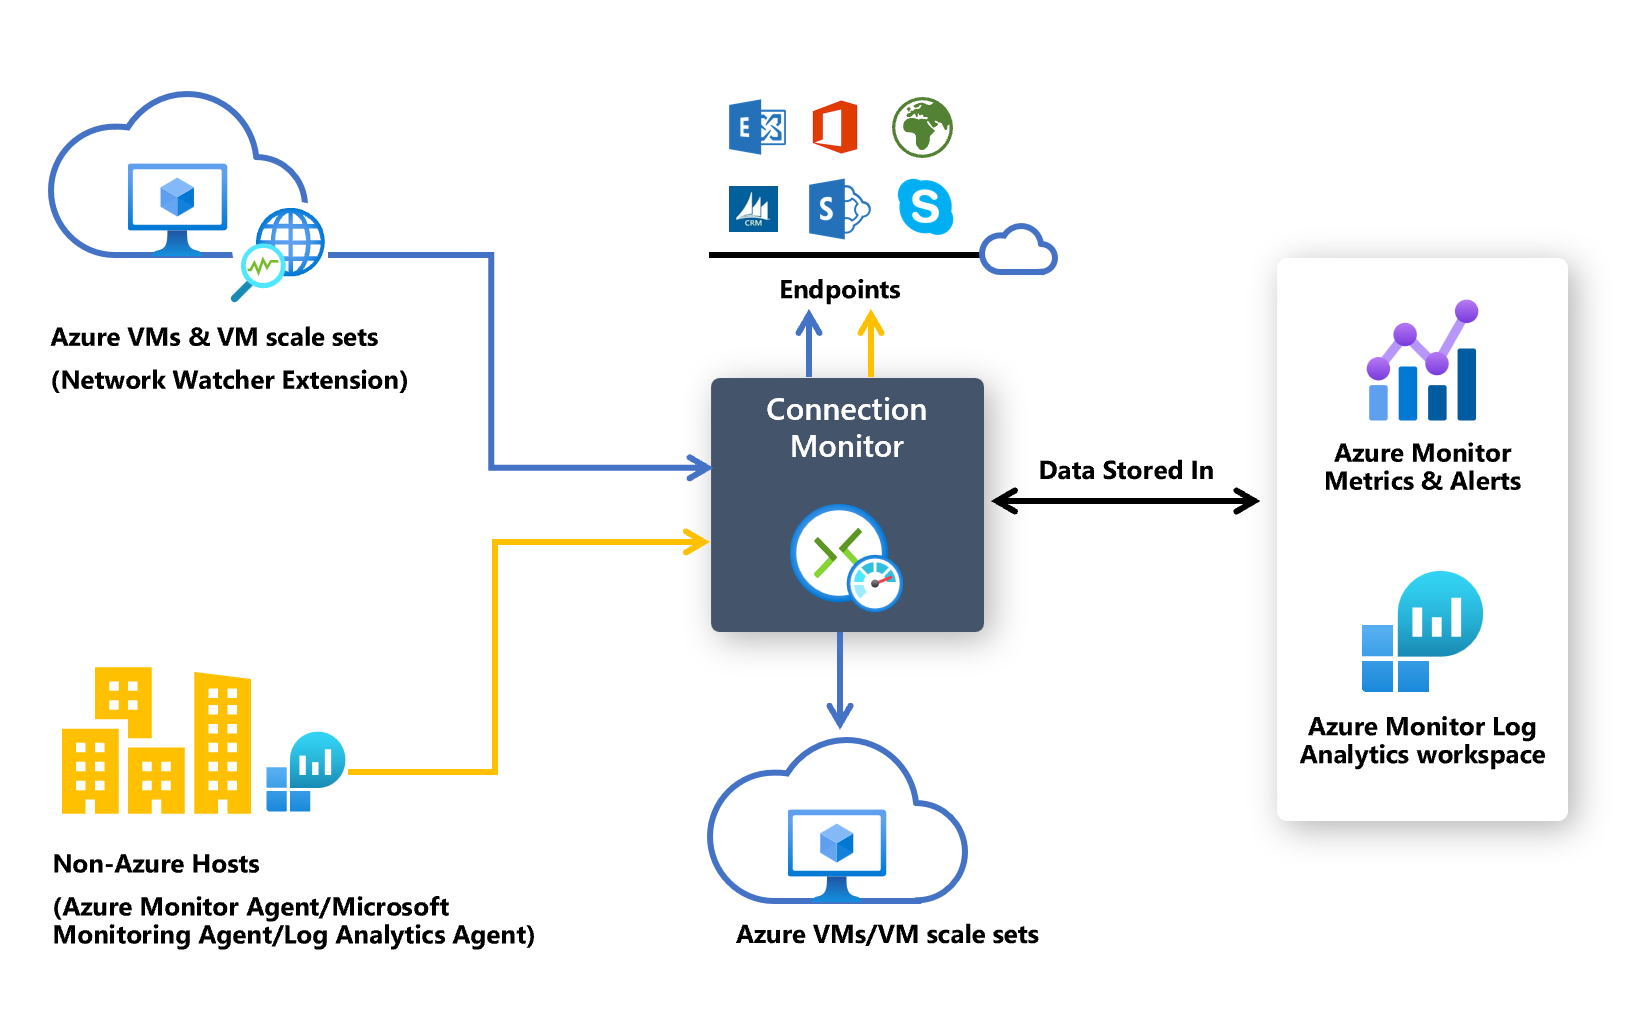 E
CRM
S
S
Endpoints
Azure VMs & VM scale sets
(Network Watcher Extension)
Connection
Monitor
Data Stored In
Azure Monitor
Metrics & Alerts
Azure Monitor Log
Analytics workspace
Non-Azure Hosts
(Azure Monitor Agent/Microsoft
Monitoring Agent/Log Analytics Agent)
Azure VMs/VM scale sets